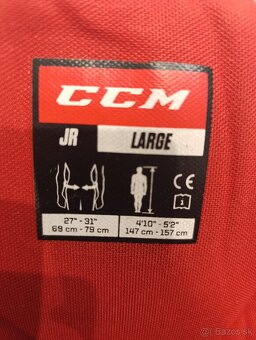 CCM
JR LARGE
CE
1
27" - 31" 4'10" - 5'2"
69 cm - 79 cm 147 cm - 157 cm
© bazos.sk